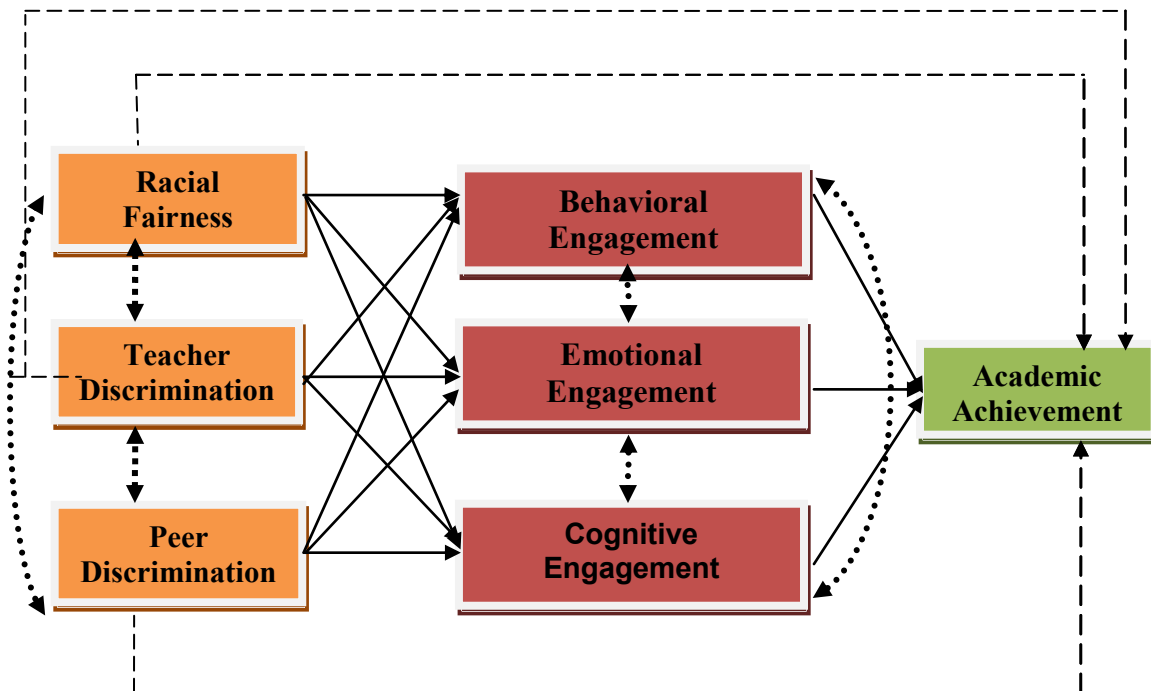 Racial
Fairness
Behavioral
Engagement
Teacher
Discrimination
Emotional
Engagement
Academic
Achievement
Peer
Discrimination
Cognitive
Engagement